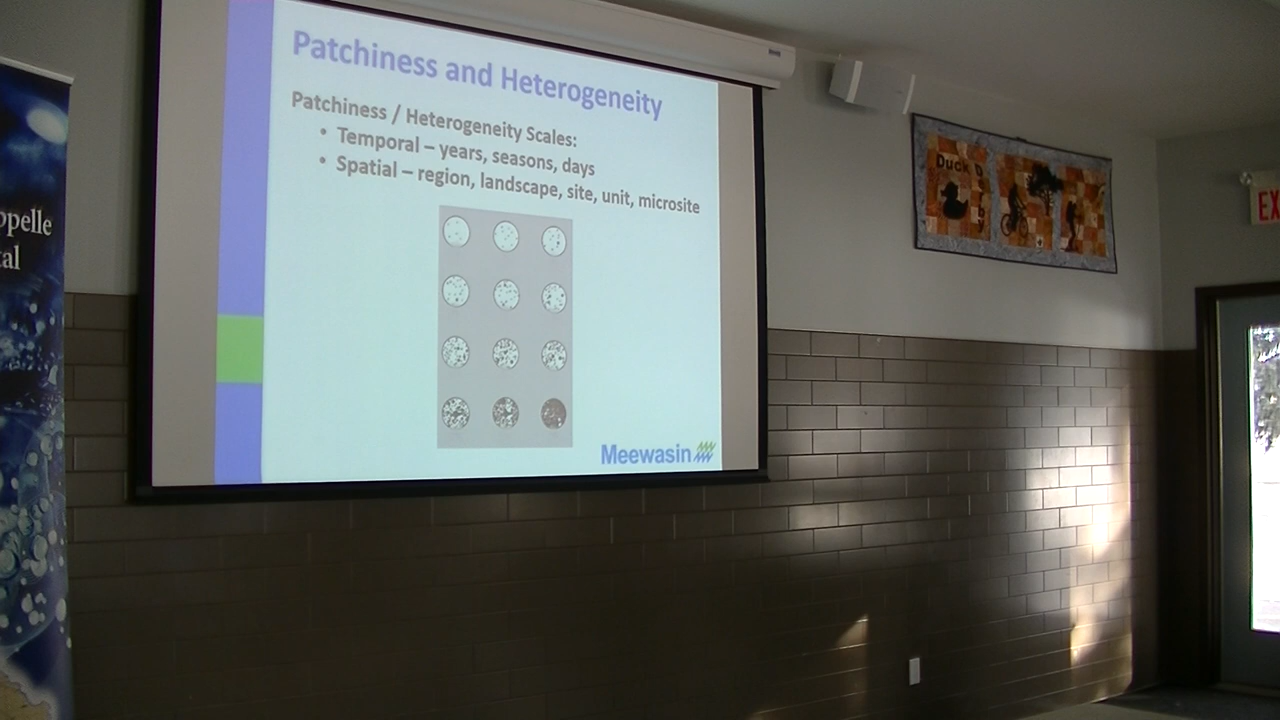 Patchiness and Heterogeneity
Patchiness / Heterogeneity Scales:
• Temporal – years, seasons, days
• Spatial – region, landscape, site, unit, microsite
Meewasin
Duck D
by
EX
ppelle
tal